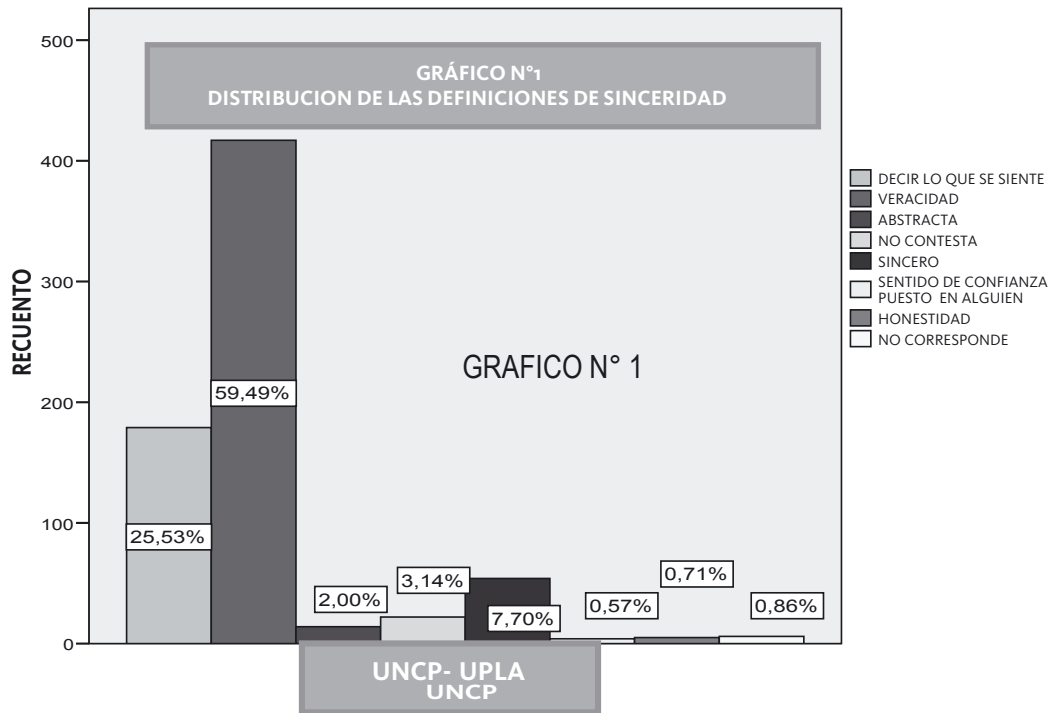 GRÁFICO N°1
DISTRIBUCION DE LAS DEFINICIONES DE SINCERIDAD
500
400
300
200
100
0
RECUENTO
GRAFICO N° 1
25,53%
59,49%
2,00%
3,14%
7,70%
0,57%
0,71%
0,86%
UNCP- UPLA
UNCP
DECIR LO QUE SE SIENTE
VERACIDAD
ABSTRACTA
NO CONTESTA
SINCERO
SENTIDO DE CONFIANZA
PUESTO EN ALGUIEN
HONESTIDAD
NO CORRESPONDE